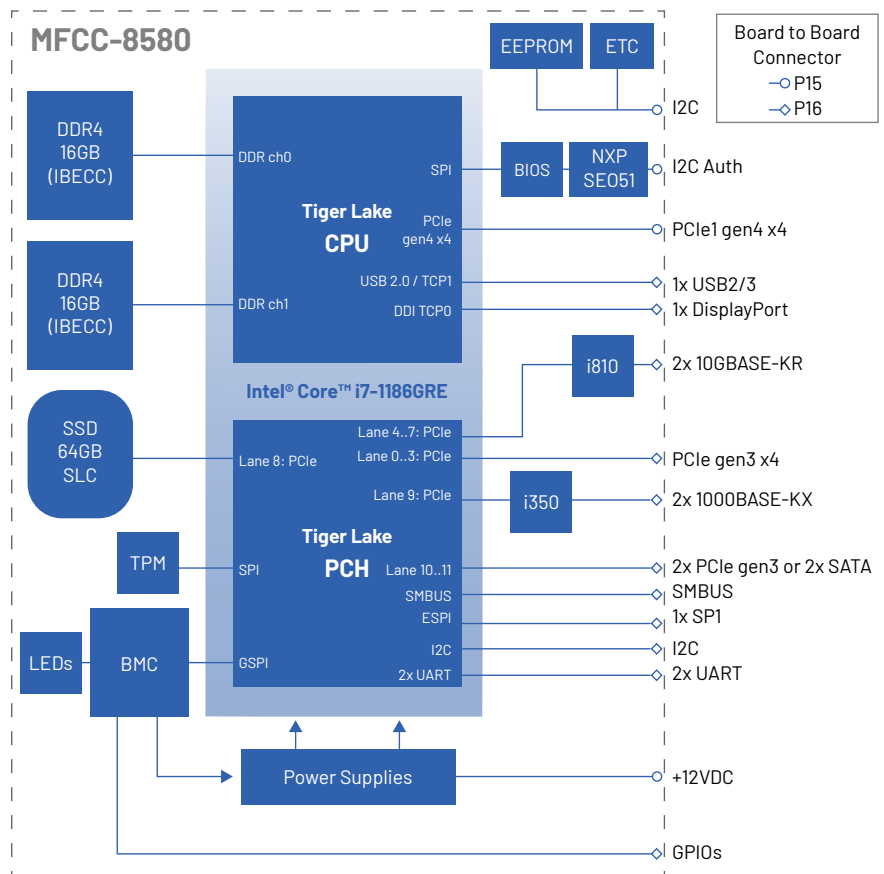 MFCC-8580
EEPROM
ETC
Board to Board
Connector
P15
P16
I2C
DDR4
16GB
(IBECC)
DDR ch0
SPI
BIOS
NXP
SE051
I2C Auth
Tiger Lake
CPU
PCIe
gen4 x4
PCIe1 gen4 x4
DDR4
16GB
(IBECC)
DDR ch1
USB 2.0 / TCP1
1x USB2/3
DDI TCP0
1x DisplayPort
i810
2x 10GBASE-KR
Intel® Core™ i7-1186GRE
SSD
64GB
SLC
Lane 4..7: PCIe
Lane 8: PCIe
Lane 0..3: PCIe
PCIe gen3 x4
Lane 9: PCIe
i350
2x 1000BASE-KX
Tiger Lake
PCH
TPM
SPI
Lane 10..11
2x PCIe gen3 or 2x SATA
SMBUS
SMBUS
ESPI
1x SP1
LEDs
BMC
GSPI
I2C
I2C
2x UART
2x UART
Power Supplies
+12VDC
GPIOs